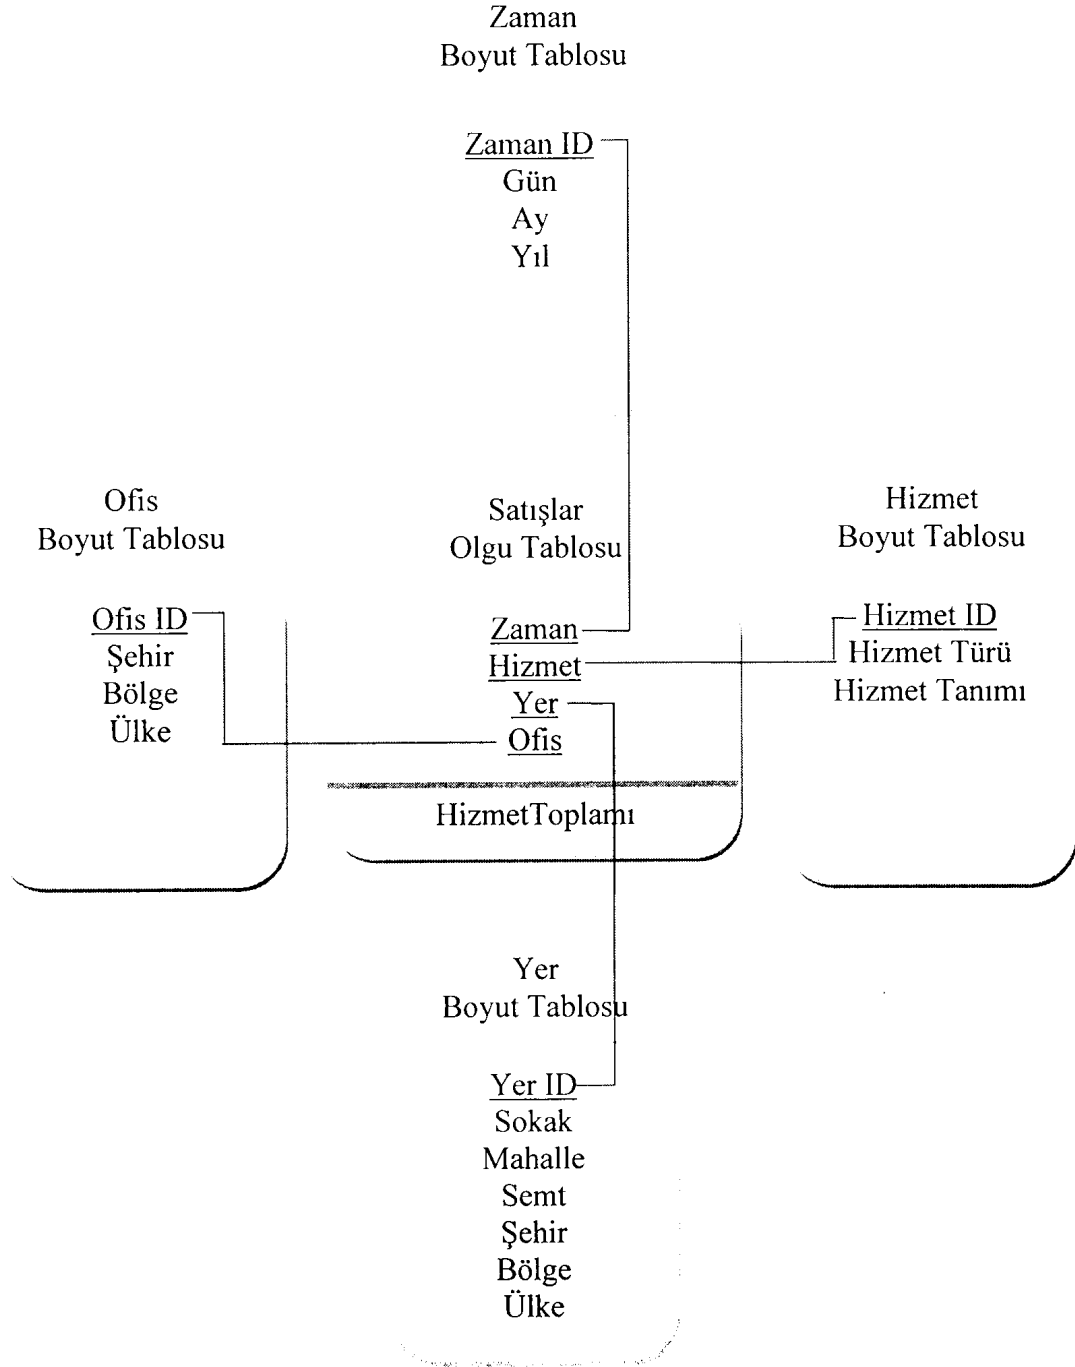 Zaman
Boyut Tablosu
Zaman ID
Gün
Ay
Yıl
Ofis
Boyut Tablosu
Ofis ID
Şehir
Bölge
Ülke
Satışlar
Olgu Tablosu
Zaman
Hizmet
Yer
Ofis
HizmetToplamı
Hizmet
Boyut Tablosu
Hizmet ID
Hizmet Türü
Hizmet Tanımı
Yer
Boyut Tablosu
Yer ID
Sokak
Mahalle
Semt
Şehir
Bölge
Ülke